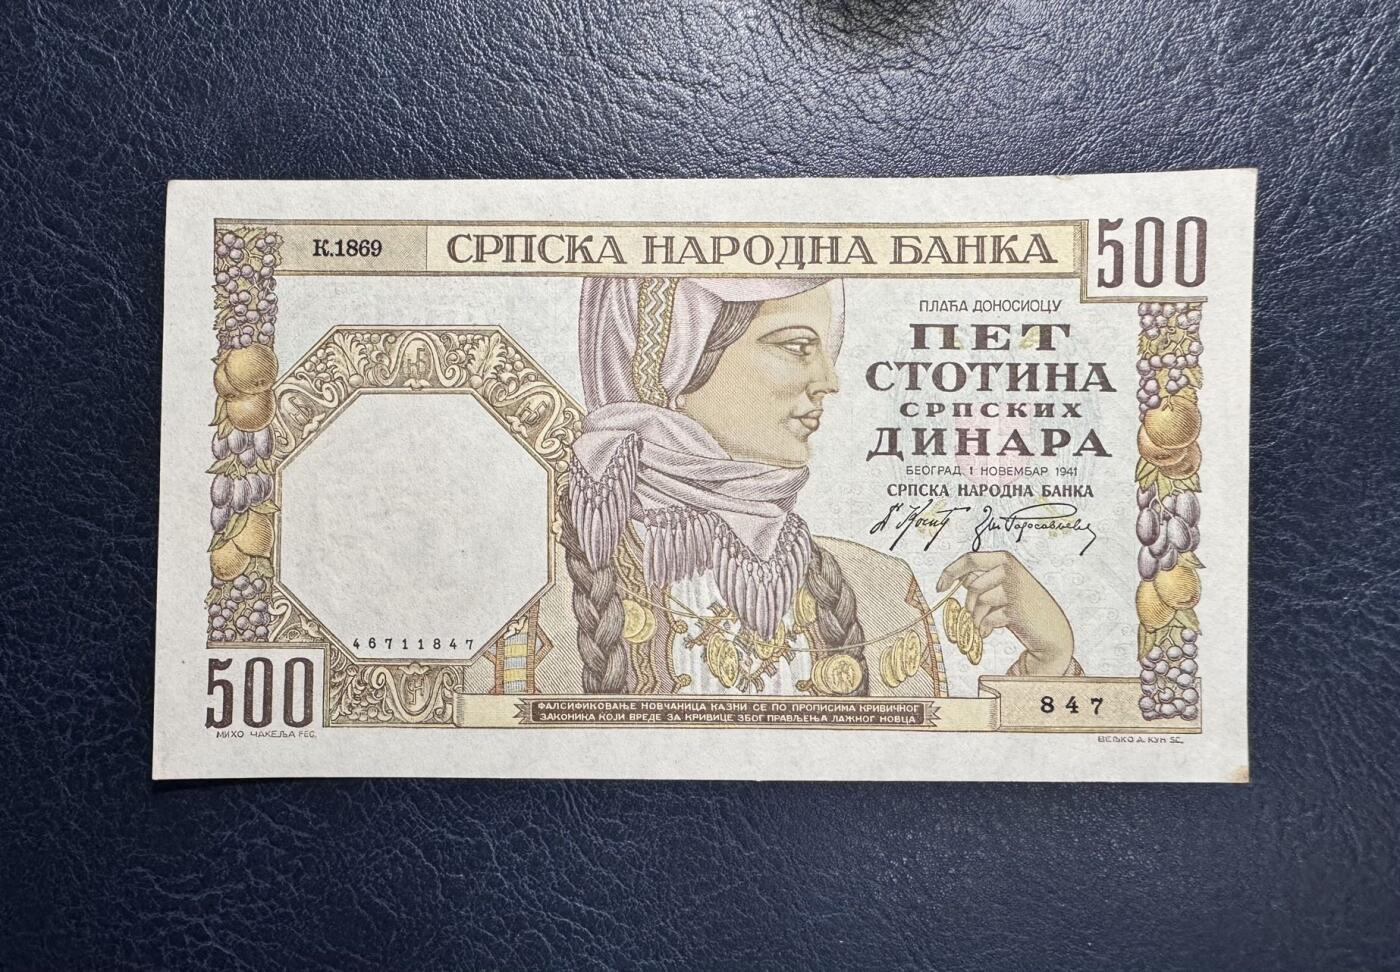 К.1869
СРПСКА НАРОДНА БАНКА
500
ПЛАЋА ДОНОСИОЦУ
ПЕТ
СТОТИНА
СРПСКИХ
ДИНАРА
БЕОГРАД, 1 НОВЕМБАР 1941
СРПСКА НАРОДНА БАНКА
46711847
500
ФАЛСИФИКОВАЊЕ НОВЧАНИЦА КАЗНИ СЕ ПО ПРОПИСИМА КРИВИЧНОГ
ЗАКОНИКА КОЈИ ВРЕДЕ ЗА КРИВИЦЕ ЗБОГ ПРАВЉЕЊА ЛАЖНОГ НОВЦА
847
МИХО ЧАКЕЉА FEC.
ВЕЉКО А. КУН SC.